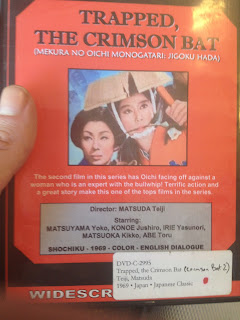 TRAPPED,
THE CRIMSON BAT
(MEKURA NO OICHI MONOGATARI: JIGOKU HADA)
The second film in this series has Oichi facing off against a
woman who is an expert with the bullwhip! Terrific action and
a great story make this one of the tops films in the series.
Director: MATSUDA Teiji
Starring:
MATSUYAMA Yoko, KONOE Jushiro, IRIE Yasunori,
MATSUOKA Kikko, ABE Toru
SHOCHIKU - 1969 - COLOR - ENGLISH DIALOGUE
WIDESCR
DVD-C-2995
Trapped, the Crimson Bat (Crimson Bat 2)
Teiji, Matsuda
1969 • Japan • Japanese Classic